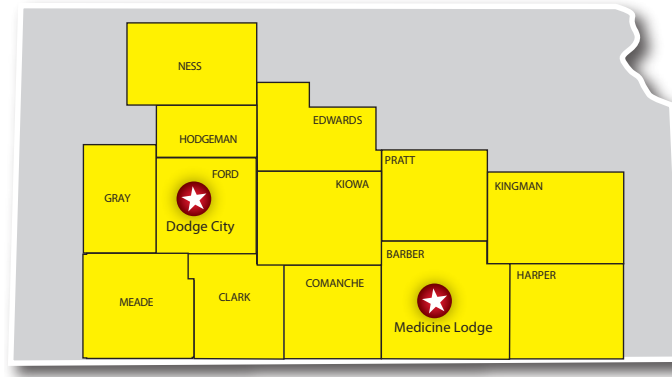 NESS
EDWARDS
HODGEMAN
PRATT
FORD
KIOWA
KINGMAN
GRAY
Dodge City
BARBER
HARPER
COMANCHE
CLARK
MEADE
Medicine Lodge